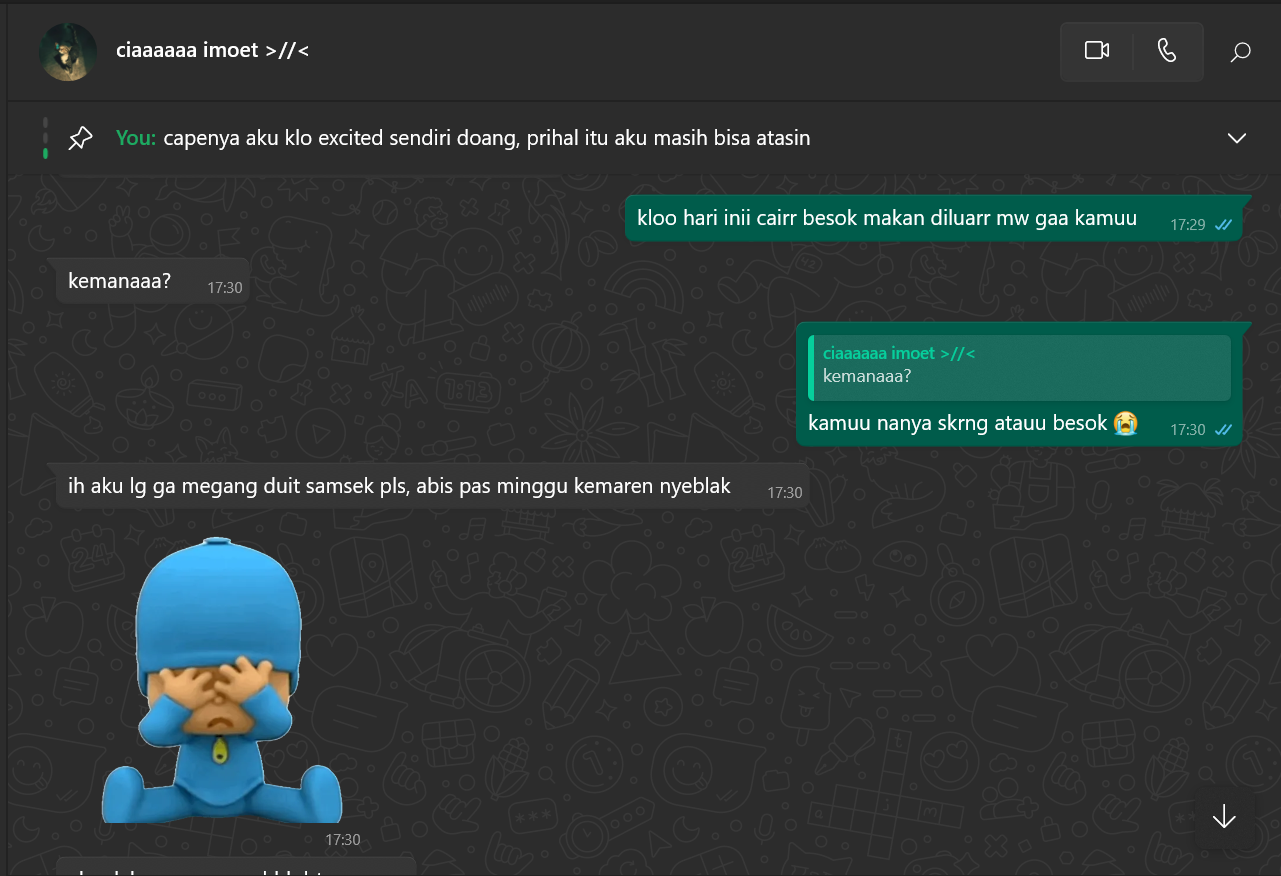 ciaaaaaa imoet >//<
You: capenya aku klo excited sendiri doang, prihal itu aku masih bisa atasin
kloo hari inii cairr besok makan diluarr mw gaa kamuu 17:29
kemanaaa? 17:30
ciaaaaaa imoet >//<
kemanaaa?
kamuu nanya skrng atauu besok 😭 17:30
ih aku lg ga megang duit samsek pls, abis pas minggu kemaren nyeblak 17:30
17:30